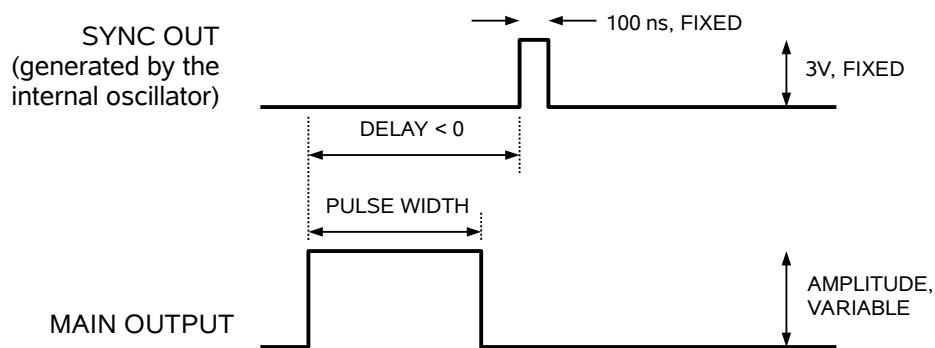 100 ns, FIXED
SYNC OUT
(generated by the
internal oscillator)
3V, FIXED
DELAY < 0
PULSE WIDTH
AMPLITUDE,
VARIABLE
MAIN OUTPUT